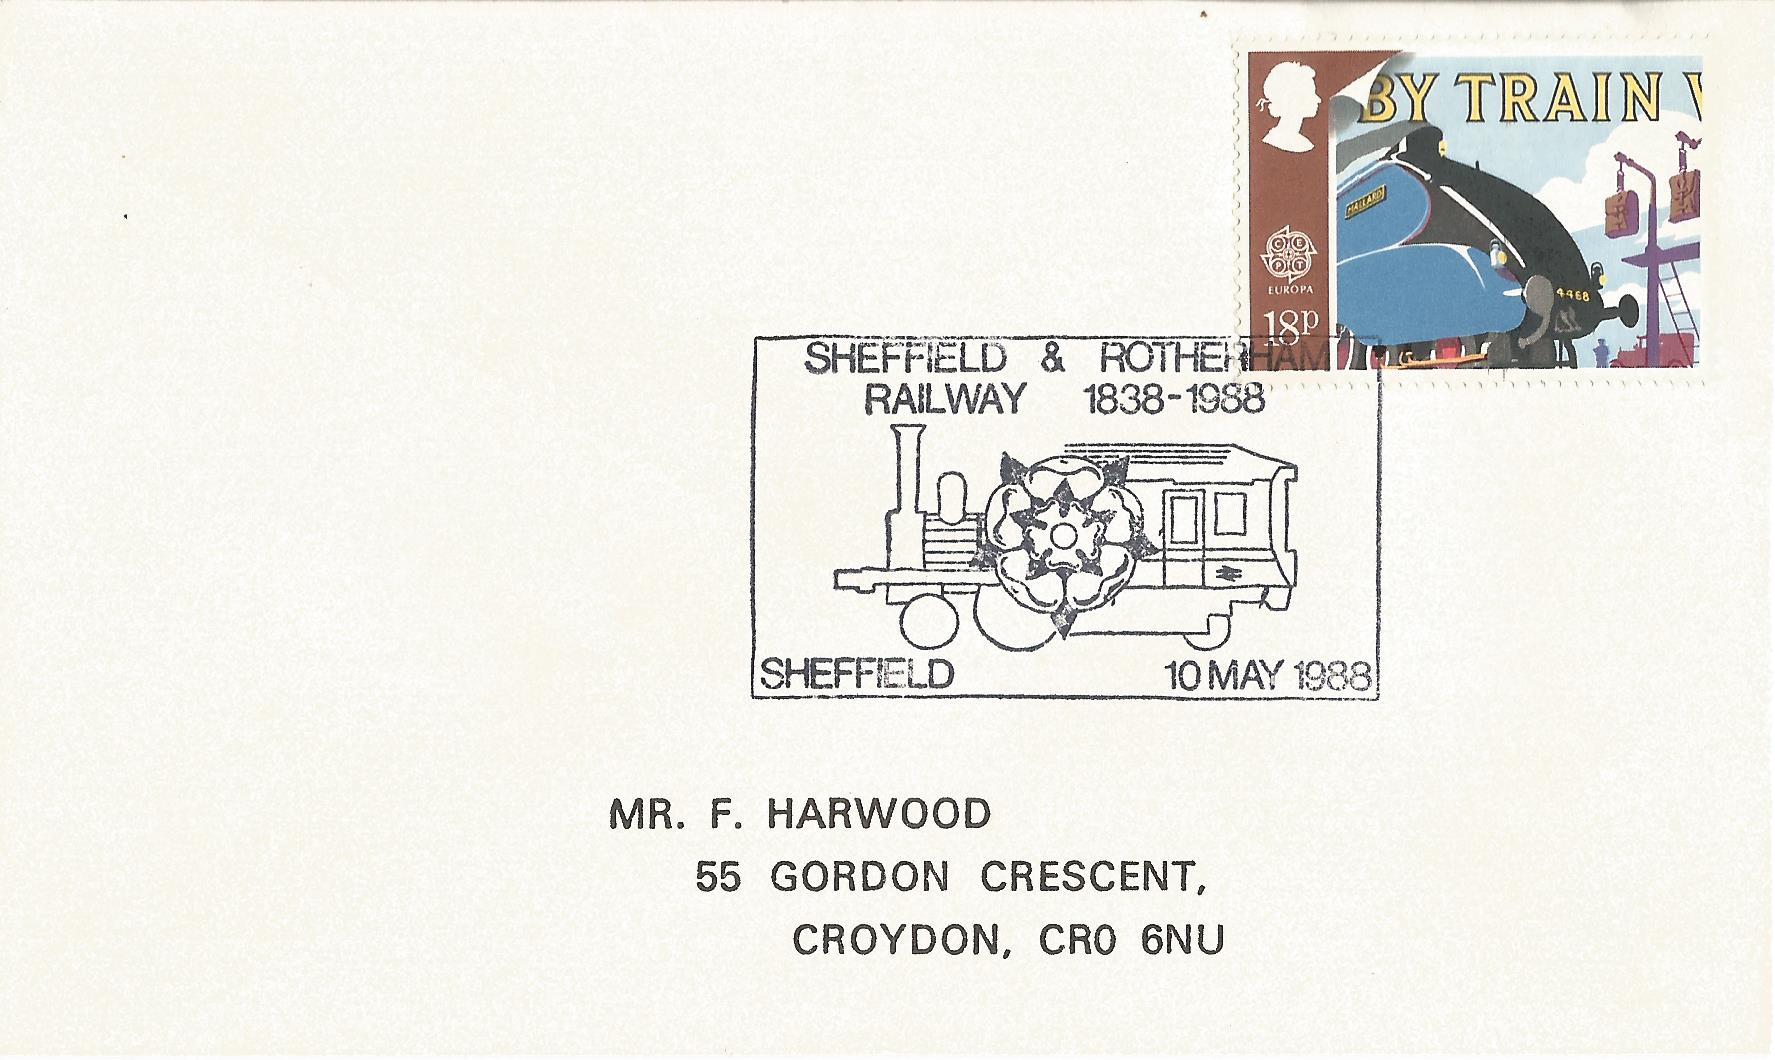 BY TRAIN
MALLARD
4468
CEPT
EUROPA
18p
SHEFFIELD & ROTHERHAM
RAILWAY 1838-1988
SHEFFIELD 10 MAY 1988
MR. F. HARWOOD
55 GORDON CRESCENT,
CROYDON, CR0 6NU